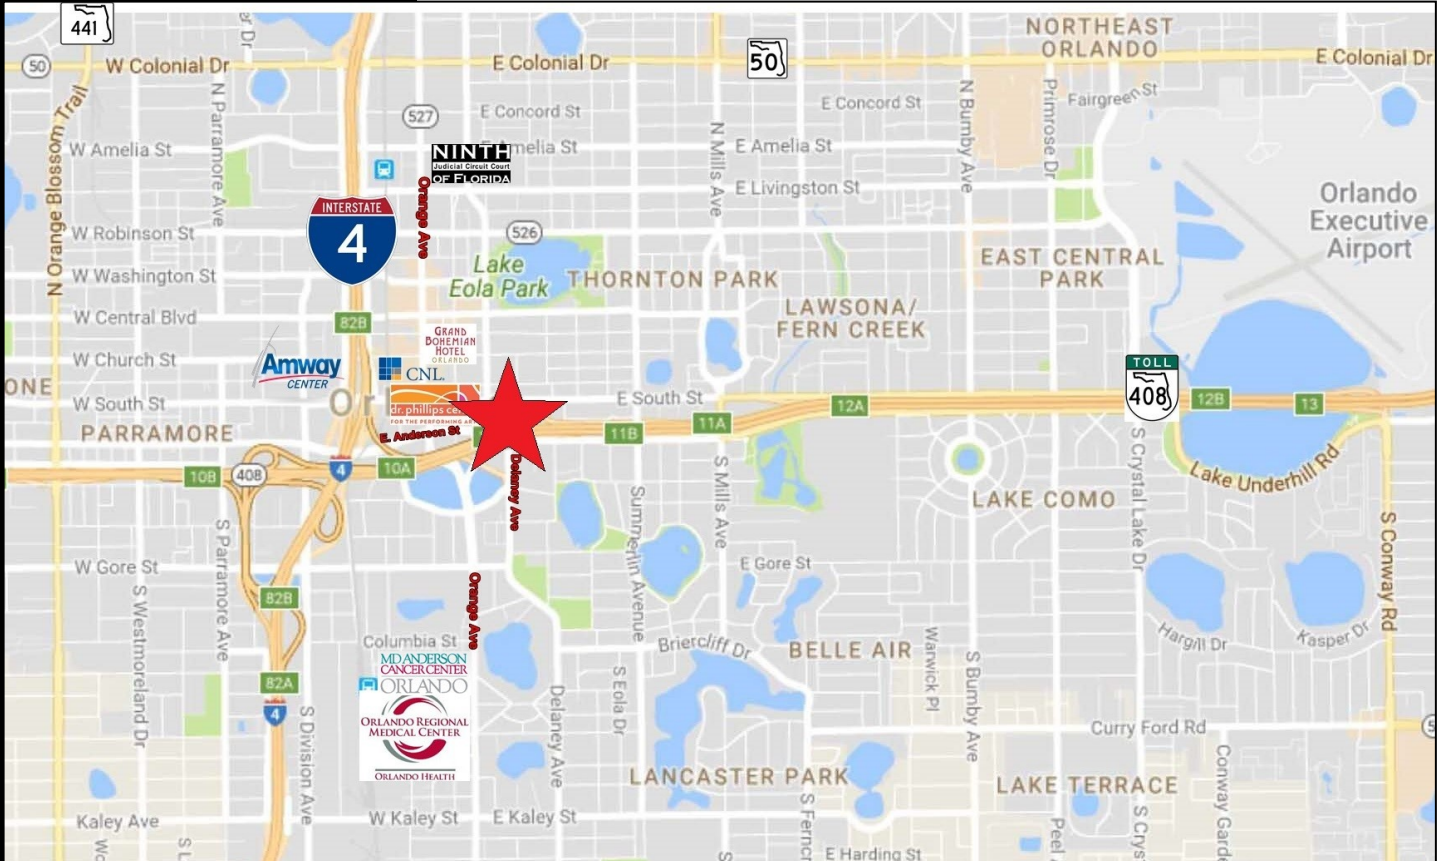 441
NORTHEAST
ORLANDO
50
W Colonial Dr
E Colonial Dr
50
E Colonial Dr
N Orange Blossom Trail
N Parramore Ave
527
E Concord St
E Concord St
N Bumby Ave
Primrose Dr
Fairgreen St
W Amelia St
NINTH
Judicial Circuit Court
OF FLORIDA
Amelia St
N Mills Ave
E Amelia St
Orange Ave
E Livingston St
INTERSTATE
4
W Robinson St
526
Orlando
Executive
Airport
W Washington St
Lake
Eola Park
THORNTON PARK
EAST CENTRAL
PARK
LAWSONA/
FERN CREEK
W Central Blvd
82B
GRAND
BOHEMIAN
HOTEL
ORLANDO
W Church St
Amway
CENTER
CNL
TOLL
408
ONE
W South St
Or
dr. phillips ce
FOR THE PERFORMING AR
E South St
12A
12B
13
PARRAMORE
E. Anderson St
11B
11A
10B
408
4
10A
Delaney Ave
S Mills Ave
S Crystal Lake Dr
Lake Underhill Rd
LAKE COMO
S Conway Rd
S Parramore Ave
Summerlin Avenue
W Gore St
E Gore St
S Westmoreland Dr
82B
Orange Ave
Columbia St
Briercliff Dr
BELLE AIR
Warwick Pl
S Bumby Ave
Hargill Dr
Kasper Dr
MD ANDERSON
CANCER CENTER
ORLANDO
82A
4
S Division Ave
ORLANDO REGIONAL
MEDICAL CENTER
ORLANDO HEALTH
Delaney Ave
S Eola Dr
Curry Ford Rd
LANCASTER PARK
LAKE TERRACE
Kaley Ave
W Kaley St
E Kaley St
E Harding St